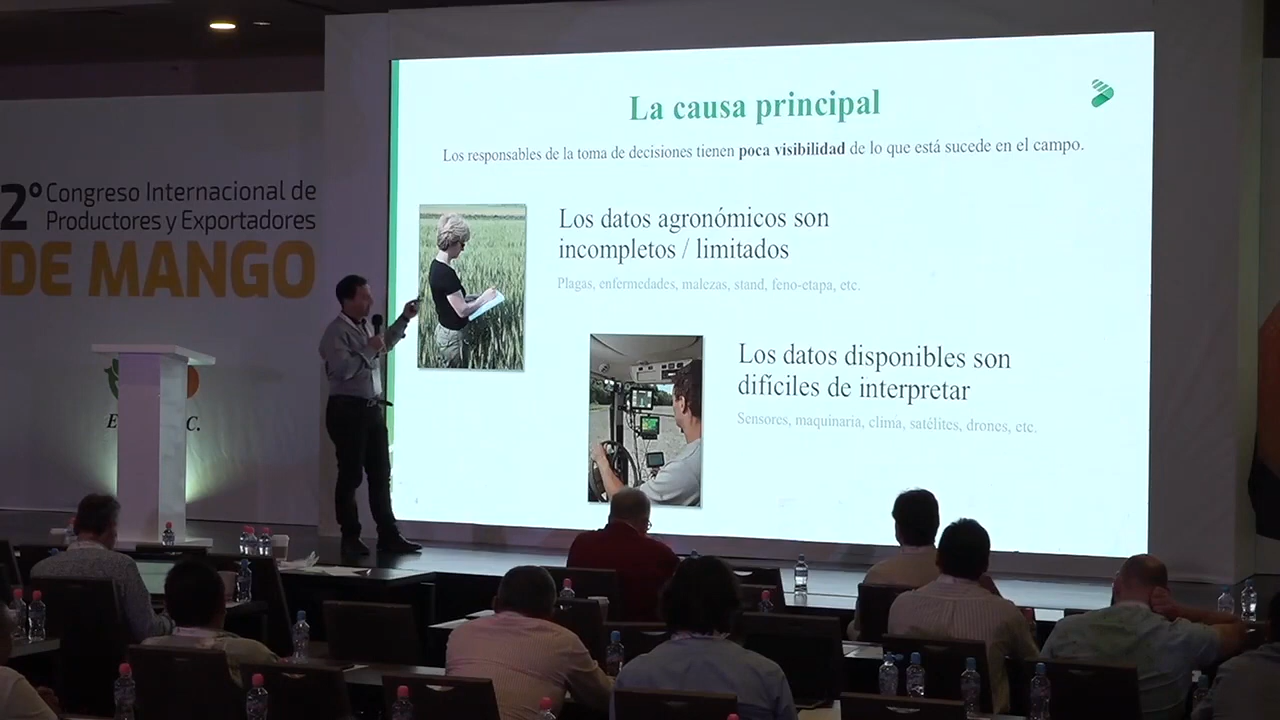 2° Congreso Internacional de
Productores y Exportadores
DE MANGO
La causa principal
Los responsables de la toma de decisiones tienen poca visibilidad de lo que está sucede en el campo.
Los datos agronómicos son
incompletos / limitados
Plagas, enfermedades, malezas, stand, feno-etapa, etc.
Los datos disponibles son
difíciles de interpretar
Sensores, maquinaria, clima, satélites, drones, etc.